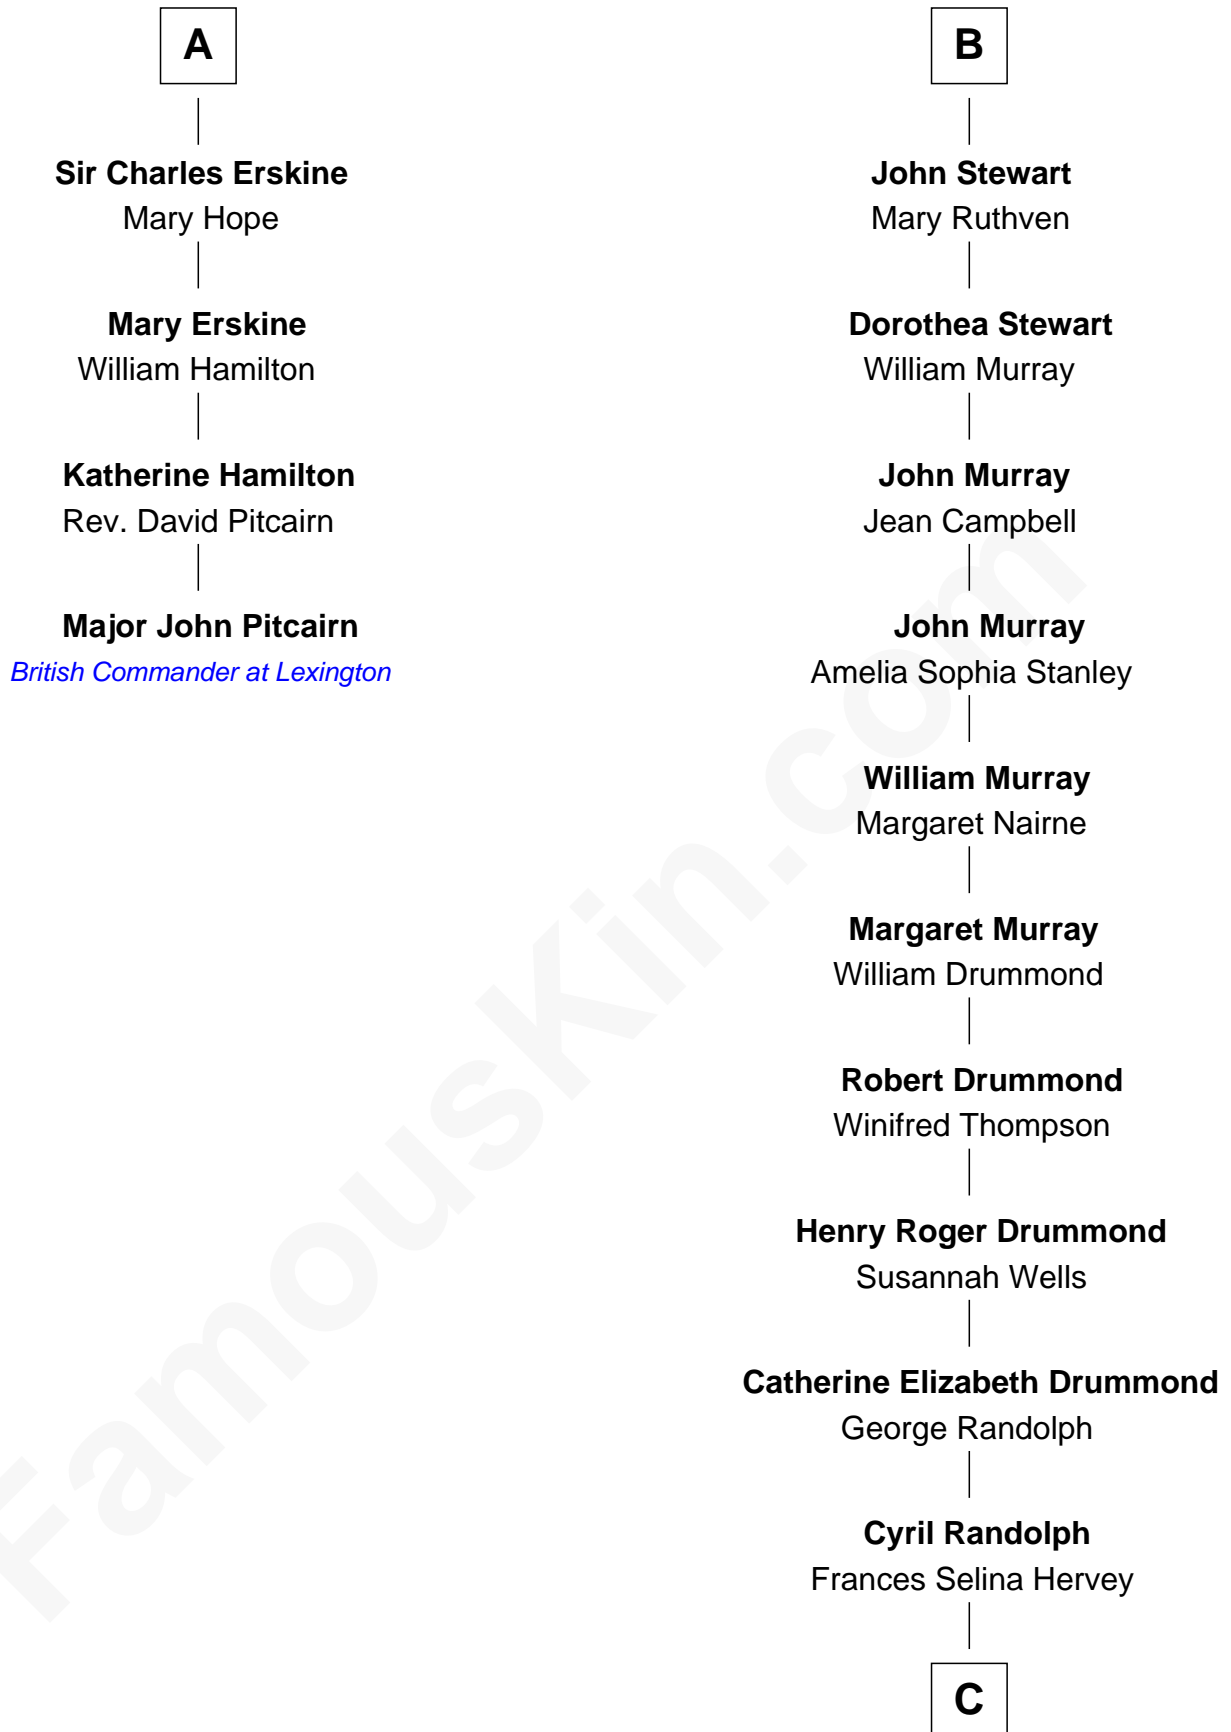 A
Sir Charles Erskine
Mary Hope
Mary Erskine
William Hamilton
Katherine Hamilton
Rev. David Pitcairn
Major John Pitcairn
British Commander at Lexington
B
John Stewart
Mary Ruthven
Dorothea Stewart
William Murray
John Murray
Jean Campbell
John Murray
Amelia Sophia Stanley
William Murray
Margaret Nairne
Margaret Murray
William Drummond
Robert Drummond
Winifred Thompson
Henry Roger Drummond
Susannah Wells
Catherine Elizabeth Drummond
George Randolph
Cyril Randolph
Frances Selina Hervey
C
FamousKin.com